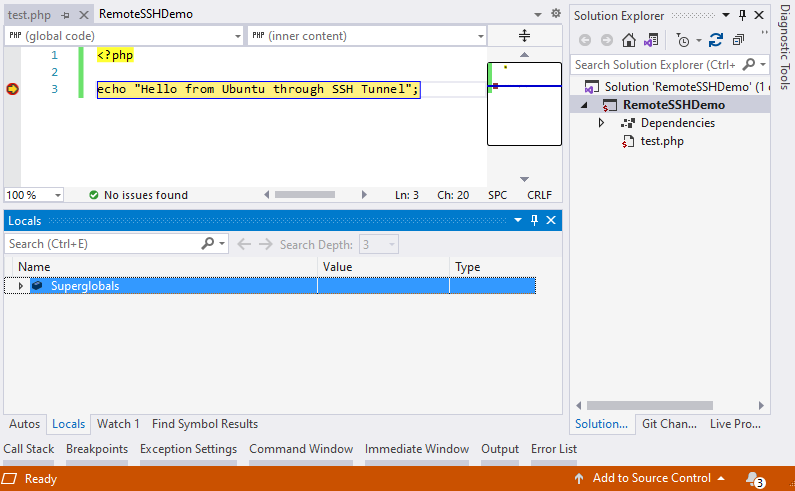 test.php RemoteSSHDemo
PHP (global code) PHP (inner content)
1 <?php
2
3 echo "Hello from Ubuntu through SSH Tunnel";
100 % No issues found Ln: 3 Ch: 20 SPC CRLF
Locals
Search (Ctrl+E) Search Depth: 3
Name Value Type
Superglobals
Autos Locals Watch 1 Find Symbol Results
Call Stack Breakpoints Exception Settings Command Window Immediate Window Output Error List
Ready Add to Source Control 3
Solution Explorer
Search Solution Explorer (Ctrl+
Solution 'RemoteSSHDemo' (1
RemoteSSHDemo
Dependencies
test.php
Solution... Git Chan... Live Pro...
Diagnostic Tools